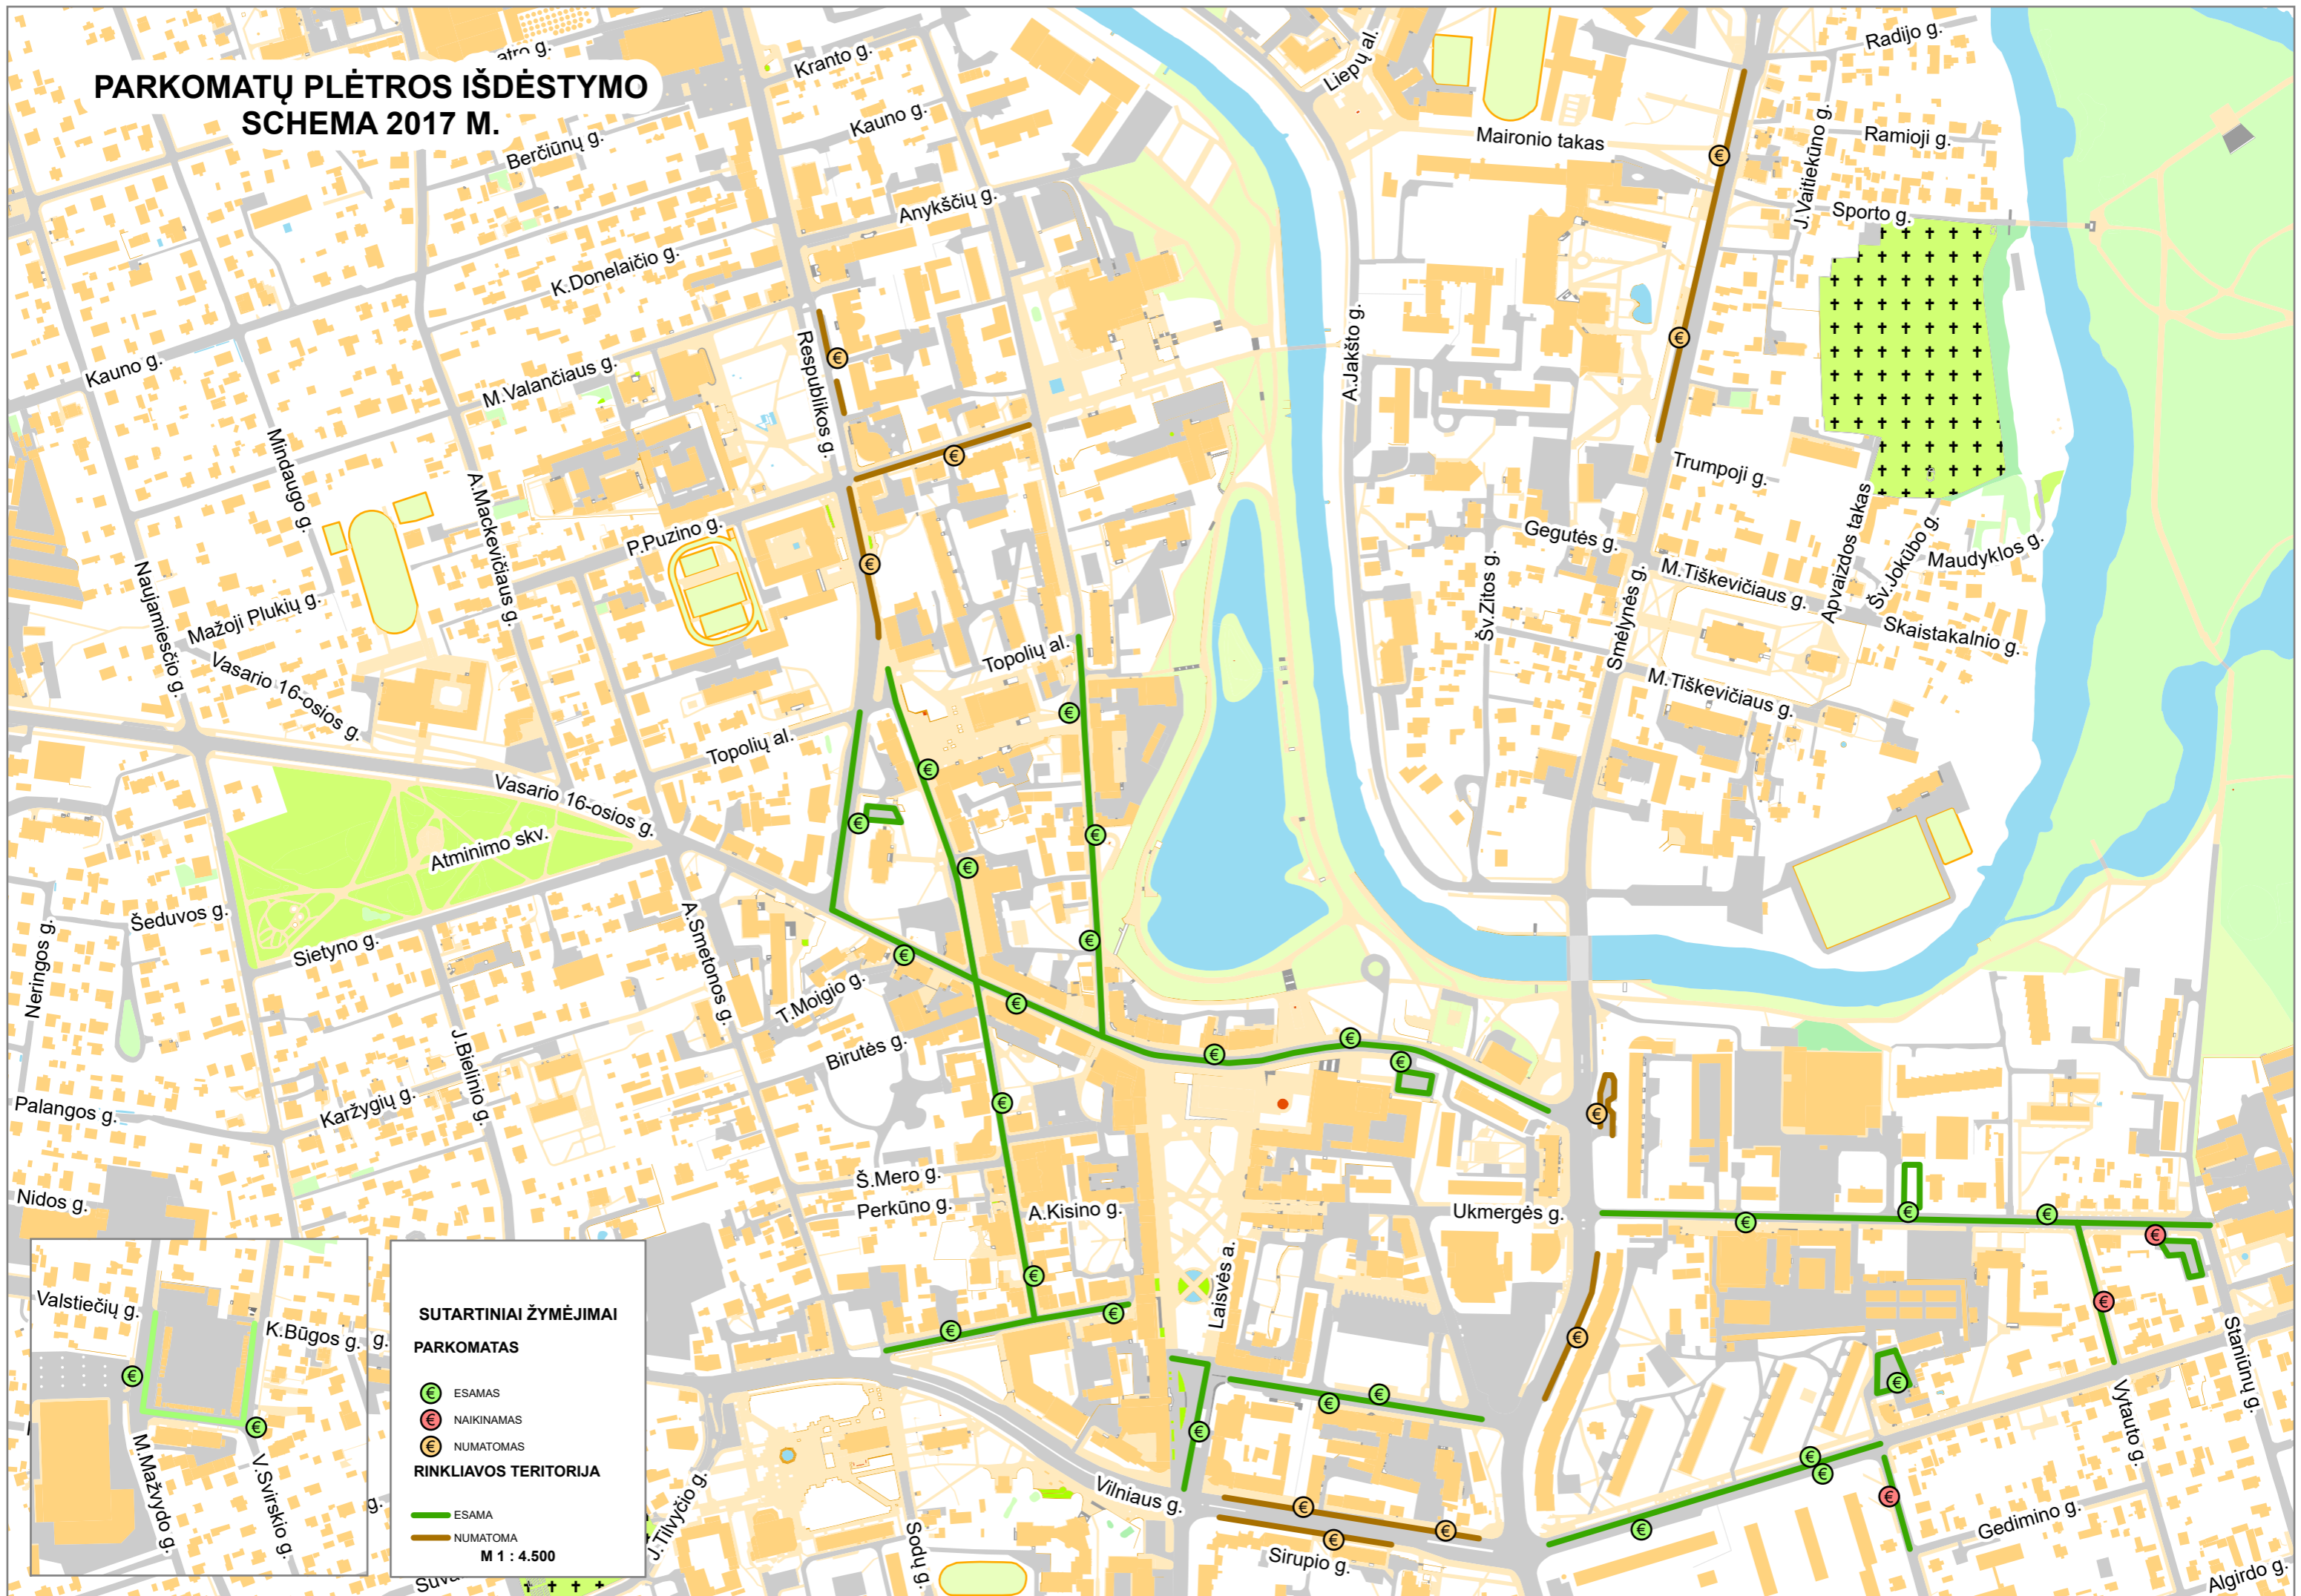 PARKOMATŲ PLĖTROS IŠDĖSTYMO
SCHEMA 2017 M.
Kranto g.
Liepų al.
Radijo g.
Kauno g.
Berčiūnų g.
Maironio takas
J.Vaitiekūno g.
Ramioji g.
Anykščių g.
Sporto g.
K.Donelaičio g.
Respublikos g.
A.Jakšto g.
Kauno g.
M.Valančiaus g.
Mindaugo g.
A.Mackevičiaus g.
Trumpoji g.
P.Puzino g.
Gegutės g.
Apvaizdos takas
Šv.Jokūbo g.
Maudyklos g.
Naujamiesčio g.
Šv.Zitos g.
Smėlynės g.
M.Tiškevičiaus g.
Mažoji Plukių g.
Skaistakalnio g.
Vasario 16-osios g.
Topolių al.
M.Tiškevičiaus g.
Topolių al.
Vasario 16-osios g.
Atminimo skv.
Šeduvos g.
Sietyno g.
Neringos g.
A.Smetonos g.
T.Moigio g.
Birutės g.
J.Bielinio g.
Palangos g.
Karžygių g.
Š.Mero g.
Perkūno g.
A.Kisino g.
Ukmergės g.
Nidos g.
Laisvės a.
Valstiečių g.
K.Būgos g.
g.
M.Mažvydo g.
V.Svirskio g.
g.
SUTARTINIAI ŽYMĖJIMAI
PARKOMATAS
€ ESAMAS
€ NAIKINAMAS
€ NUMATOMAS
RINKLIAVOS TERITORIJA
ESAMA
NUMATOMA
M 1 : 4.500
Staniūnų g.
Vytauto g.
J.Tilvyčio g.
Vilniaus g.
Sodų g.
Sirupio g.
Gedimino g.
Algirdo g.